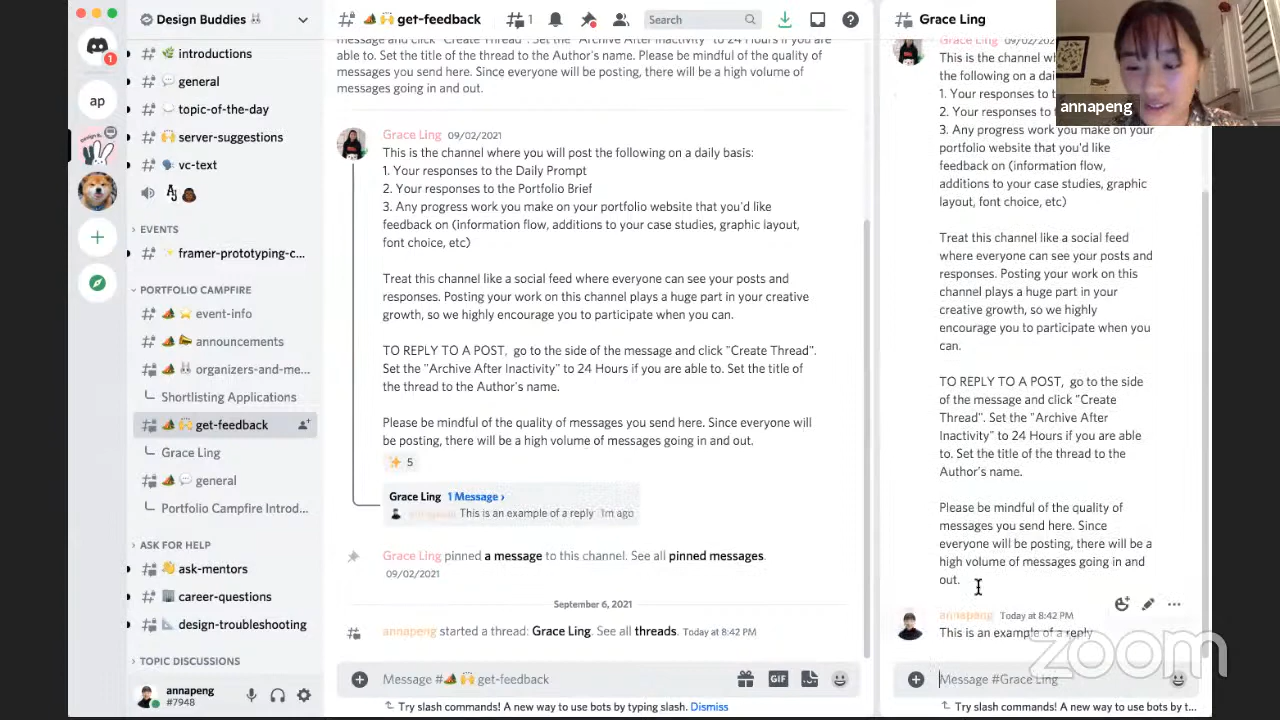 Design Buddies
introductions
general
topic-of-the-day
server-suggestions
vc-text
EVENTS
framer-prototyping-c...
PORTFOLIO CAMPFIRE
event-info
announcements
organizers-and-me...
Shortlisting Applications
get-feedback
Grace Ling
general
Portfolio Campfire Introd...
ASK FOR HELP
ask-mentors
career-questions
design-troubleshooting
TOPIC DISCUSSIONS
annapeng
#7948
ap
1
get-feedback
1
Search
message and click "Create Thread". Set the "Archive After Inactivity" to 24 Hours if you are
able to. Set the title of the thread to the Author's name. Please be mindful of the quality of
messages you send here. Since everyone will be posting, there will be a high volume of
messages going in and out.
Grace Ling 09/02/2021
This is the channel where you will post the following on a daily basis:
1. Your responses to the Daily Prompt
2. Your responses to the Portfolio Brief
3. Any progress work you make on your portfolio website that you'd like
feedback on (information flow, additions to your case studies, graphic layout,
font choice, etc)
Treat this channel like a social feed where everyone can see your posts and
responses. Posting your work on this channel plays a huge part in your creative
growth, so we highly encourage you to participate when you can.
TO REPLY TO A POST, go to the side of the message and click "Create Thread".
Set the "Archive After Inactivity" to 24 Hours if you are able to. Set the title of
the thread to the Author's name.
Please be mindful of the quality of messages you send here. Since everyone will
be posting, there will be a high volume of messages going in and out.
5
Grace Ling 1 Message ›
This is an example of a reply 1m ago
Grace Ling pinned a message to this channel. See all pinned messages.
09/02/2021
September 6, 2021
annapeng started a thread: Grace Ling. See all threads. Today at 8:42 PM
Message # get-feedback
GIF
Try slash commands! A new way to use bots by typing slash. Dismiss
Grace Ling
Grace Ling 09/02/202
This is the channel w
the following on a dai
1. Your responses to t
2. Your responses to
3. Any progress work you make on your
portfolio website that you'd like
feedback on (information flow,
additions to your case studies, graphic
layout, font choice, etc)
Treat this channel like a social feed
where everyone can see your posts and
responses. Posting your work on this
channel plays a huge part in your
creative growth, so we highly
encourage you to participate when you
can.
TO REPLY TO A POST, go to the side
of the message and click "Create
Thread". Set the "Archive After
Inactivity" to 24 Hours if you are able
to. Set the title of the thread to the
Author's name.
Please be mindful of the quality of
messages you send here. Since
everyone will be posting, there will be a
high volume of messages going in and
out.
annapeng Today at 8:42 PM
This is an example of a reply
Message #Grace Ling
Try slash commands! A new way to use bots by t...
annapeng
zoom